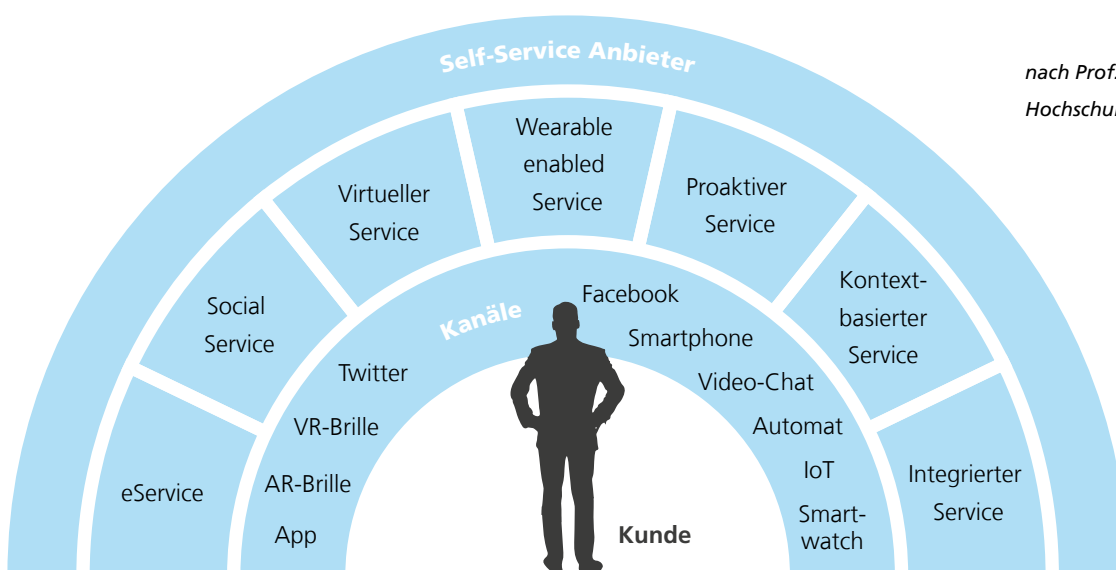 Self-Service Anbieter
nach Prof.
Wearable
enabled
Service
Virtueller
Service
Proaktiver
Service
Social
Service
Kontext-
basierter
Service
eService
Integrierter
Service
Kanäle
Facebook
Smartphone
Video-Chat
Automat
IoT
Smart-
watch
Twitter
VR-Brille
AR-Brille
App
Kunde